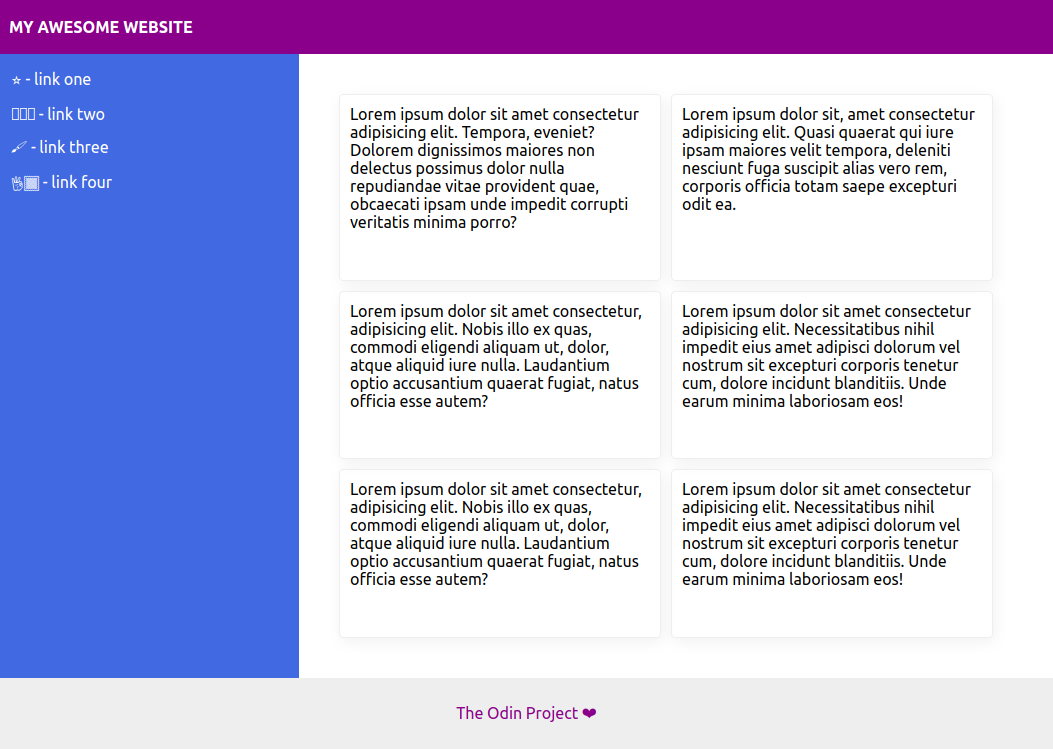 MY AWESOME WEBSITE
⭐ - link one
- link two
🖌 - link three
- link four
Lorem ipsum dolor sit amet consectetur
adipisicing elit. Tempora, eveniet?
Dolorem dignissimos maiores non
delectus possimus dolor nulla
repudiandae vitae provident quae,
obcaecati ipsam unde impedit corrupti
veritatis minima porro?
Lorem ipsum dolor sit, amet consectetur
adipisicing elit. Quasi quaerat qui iure
ipsam maiores velit tempora, deleniti
nesciunt fuga suscipit alias vero rem,
corporis officia totam saepe excepturi
odit ea.
Lorem ipsum dolor sit amet consectetur,
adipisicing elit. Nobis illo ex quas,
commodi eligendi aliquam ut, dolor,
atque aliquid iure nulla. Laudantium
optio accusantium quaerat fugiat, natus
officia esse autem?
Lorem ipsum dolor sit amet consectetur
adipisicing elit. Necessitatibus nihil
impedit eius amet adipisci dolorum vel
nostrum sit excepturi corporis tenetur
cum, dolore incidunt blanditiis. Unde
earum minima laboriosam eos!
Lorem ipsum dolor sit amet consectetur,
adipisicing elit. Nobis illo ex quas,
commodi eligendi aliquam ut, dolor,
atque aliquid iure nulla. Laudantium
optio accusantium quaerat fugiat, natus
officia esse autem?
Lorem ipsum dolor sit amet consectetur
adipisicing elit. Necessitatibus nihil
impedit eius amet adipisci dolorum vel
nostrum sit excepturi corporis tenetur
cum, dolore incidunt blanditiis. Unde
earum minima laboriosam eos!
The Odin Project ❤